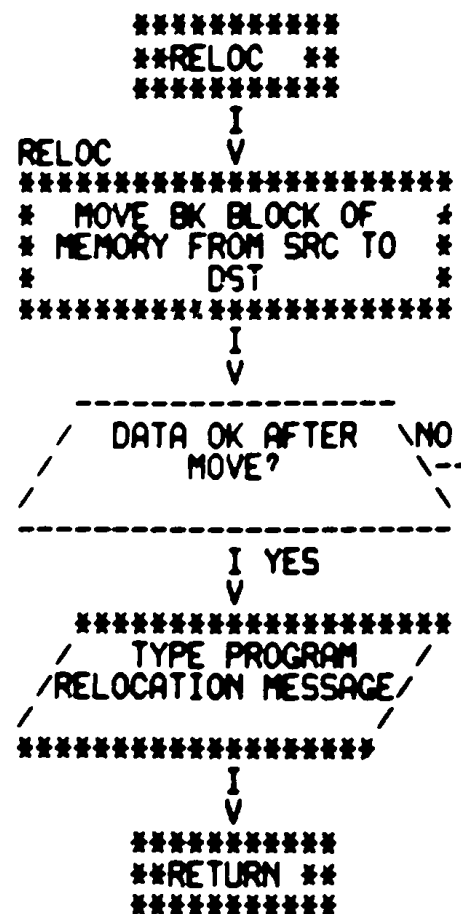 **RELOC **
I
V
RELOC
MOVE 8K BLOCK OF
MEMORY FROM SRC TO
DST
I
V
DATA OK AFTER NO
MOVE?
I YES
V
TYPE PROGRAM
RELOCATION MESSAGE
I
V
**RETURN **